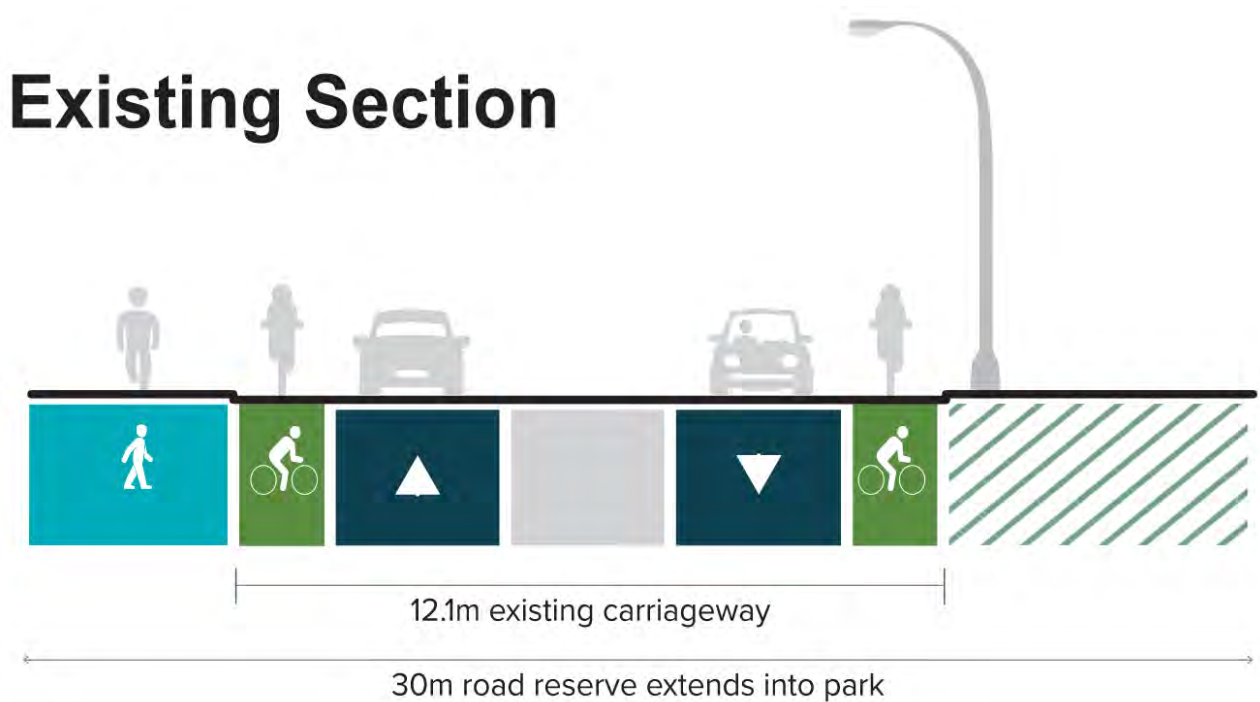 Existing Section
12.1m existing carriageway
30m road reserve extends into park